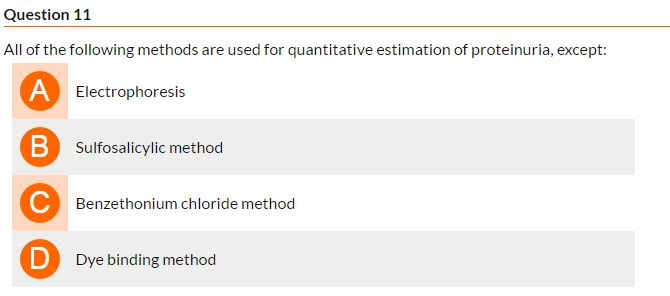 Question 11
All of the following methods are used for quantitative estimation of proteinuria, except:
A Electrophoresis
B Sulfosalicylic method
C Benzethonium chloride method
D Dye binding method